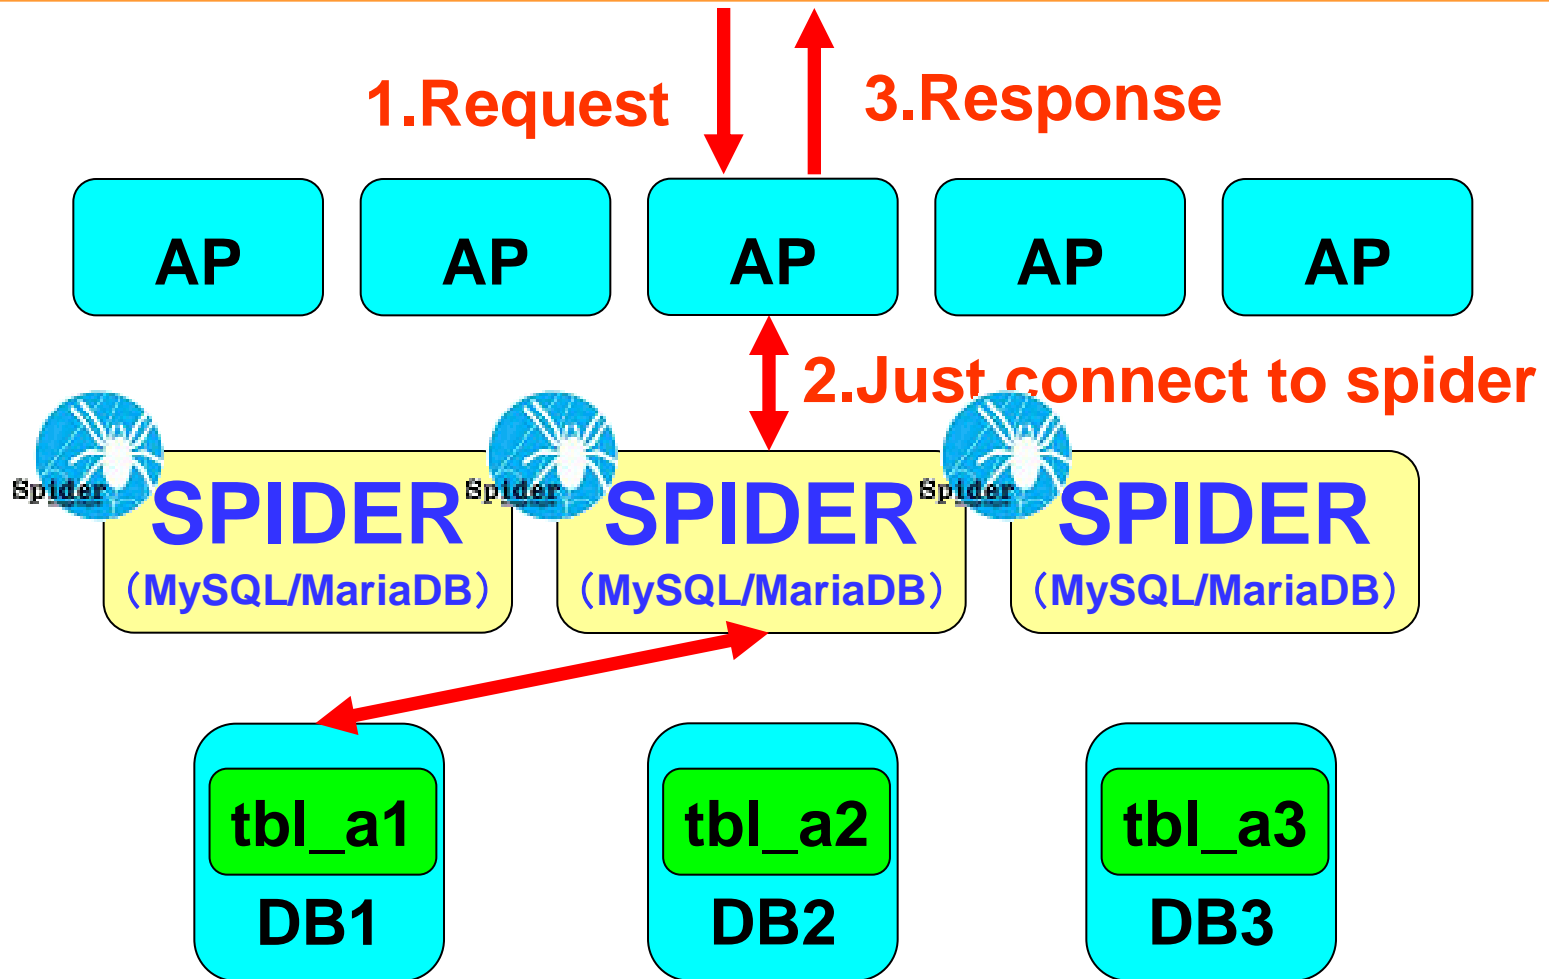 1.Request
3.Response
AP
AP
AP
AP
AP
2.Just connect to spider
Spider
SPIDER
（MySQL/MariaDB）
Spider
SPIDER
（MySQL/MariaDB）
Spider
SPIDER
（MySQL/MariaDB）
tbl_a1
DB1
tbl_a2
DB2
tbl_a3
DB3